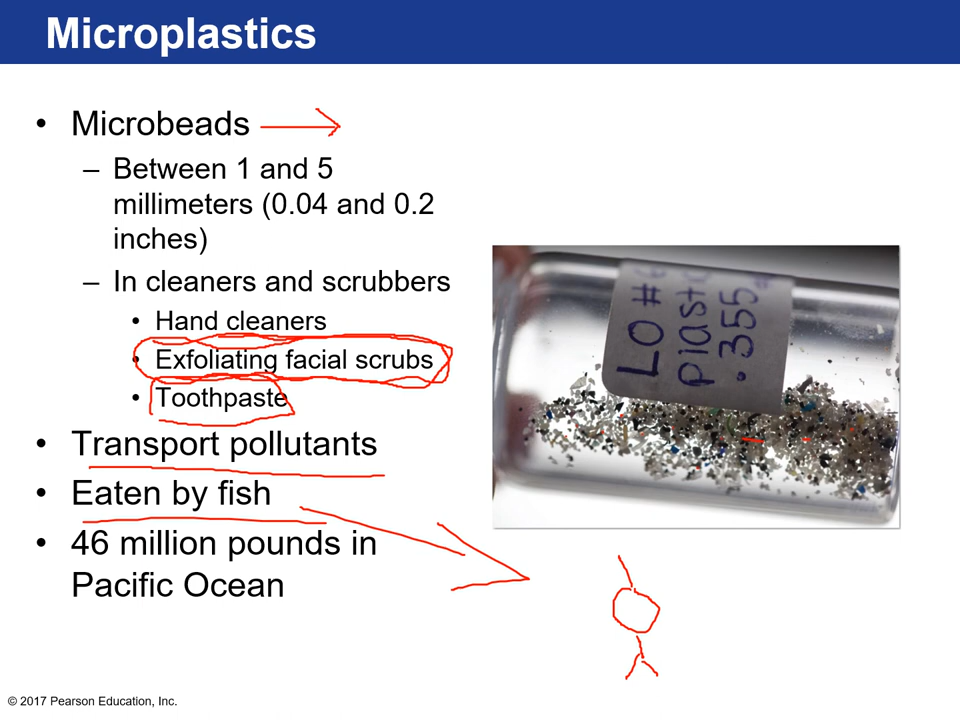 Microplastics
• Microbeads
– Between 1 and 5
millimeters (0.04 and 0.2
inches)
– In cleaners and scrubbers
• Hand cleaners
• Exfoliating facial scrubs
• Toothpaste
• Transport pollutants
• Eaten by fish
• 46 million pounds in
Pacific Ocean
LO #
plast
.355
© 2017 Pearson Education, Inc.